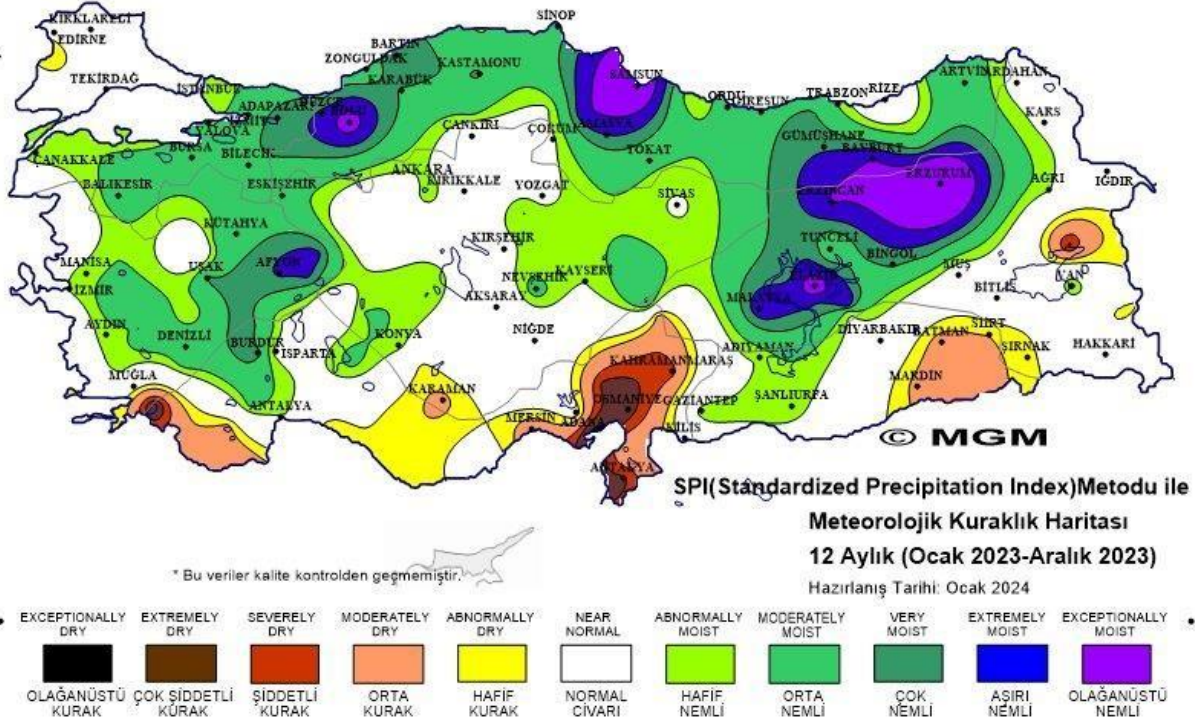 SİNOP
KIRKLARELİ
EDİRNE
BARTIN
ZONGULDAK
KASTAMONU
KARABÜK
SAMSUN
TEKİRDAĞ
İSTANBUL
ADAPAZARI
YALOVA
ORDU
GİRESUN
TRABZON
RİZE
ARTVİN
ARDAHAN
KARS
ÇANKIRI
ÇORUM
AMASYA
TOKAT
GÜMÜŞHANE
BAYBURT
ÇANAKKALE
BURSA
BİLECİK
BALIKESİR
ESKİŞEHİR
ANKARA
KIRIKKALE
YOZGAT
SİVAS
ERZİNCAN
ERZURUM
AĞRI
IĞDIR
KÜTAHYA
KIRŞEHİR
TUNCELİ
BİNGÖL
MANİSA
İZMİR
UŞAK
AFYON
NEVŞEHİR
KAYSERİ
AKSARAY
MALATYA
MUŞ
BİTLİS
VAN
AYDIN
DENİZLİ
BURDUR
ISPARTA
KONYA
NİĞDE
ADIYAMAN
DİYARBAKIR
BATMAN
SİİRT
ŞIRNAK
HAKKARİ
MUĞLA
KAHRAMANMARAŞ
MARDİN
ANTALYA
KARAMAN
MERSİN
ADANA
OSMANİYE
GAZİANTEP
ŞANLIURFA
KİLİS
© MGM
SPI(Standardized Precipitation Index)Metodu ile
Meteorolojik Kuraklık Haritası
12 Aylık (Ocak 2023-Aralık 2023)
Hazırlanış Tarihi: Ocak 2024
* Bu veriler kalite kontrolden geçmemiştir.
EXCEPTIONALLY DRY
EXTREMELY DRY
SEVERELY DRY
MODERATELY DRY
ABNORMALLY DRY
NEAR NORMAL
ABNORMALLY MOIST
MODERATELY MOIST
VERY MOIST
EXTREMELY MOIST
EXCEPTIONALLY MOIST
OLAĞANÜSTÜ KURAK
ÇOK ŞİDDETLİ KURAK
ŞİDDETLİ KURAK
ORTA KURAK
HAFİF KURAK
NORMAL CİVARI
HAFİF NEMLİ
ORTA NEMLİ
ÇOK NEMLİ
AŞIRI NEMLİ
OLAĞANÜSTÜ NEMLİ